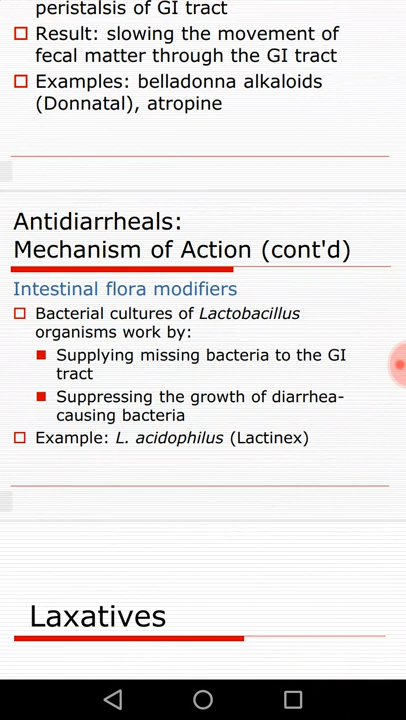 peristalsis of GI tract
Result: slowing the movement of
fecal matter through the GI tract
Examples: belladonna alkaloids
(Donnatal), atropine
Antidiarrheals:
Mechanism of Action (cont'd)
Intestinal flora modifiers
Bacterial cultures of Lactobacillus
organisms work by:
Supplying missing bacteria to the GI
tract
Suppressing the growth of diarrhea-
causing bacteria
Example: L. acidophilus (Lactinex)
Laxatives